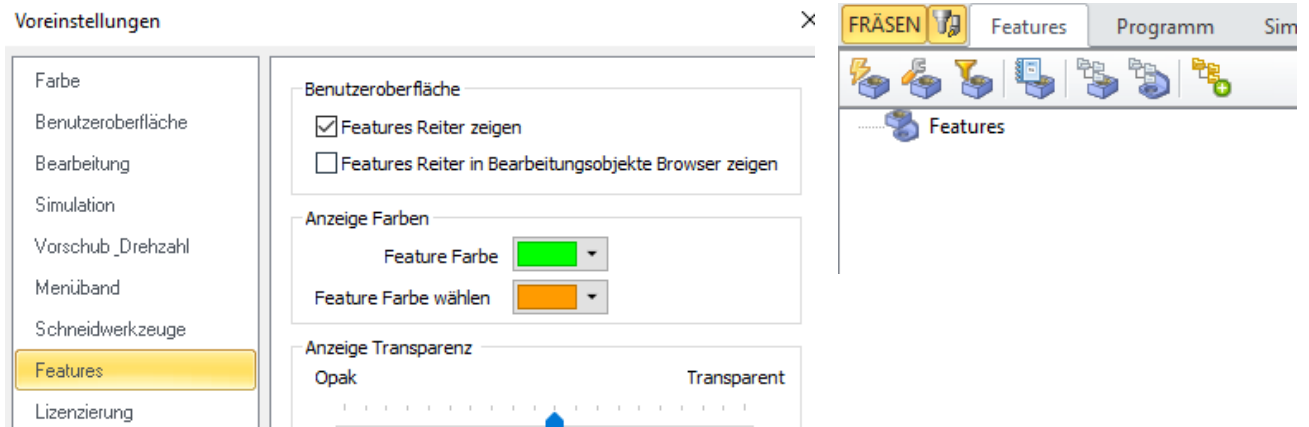 Voreinstellungen
Farbe
Benutzeroberfläche
Bearbeitung
Simulation
Vorschub_Drehzahl
Menüband
Schneidwerkzeuge
Features
Lizenzierung
Benutzeroberfläche
Features Reiter zeigen
Features Reiter in Bearbeitungsobjekte Browser zeigen
Anzeige Farben
Feature Farbe
Feature Farbe wählen
Anzeige Transparenz
Opak Transparent
FRÄSEN Features Programm Sim
Features